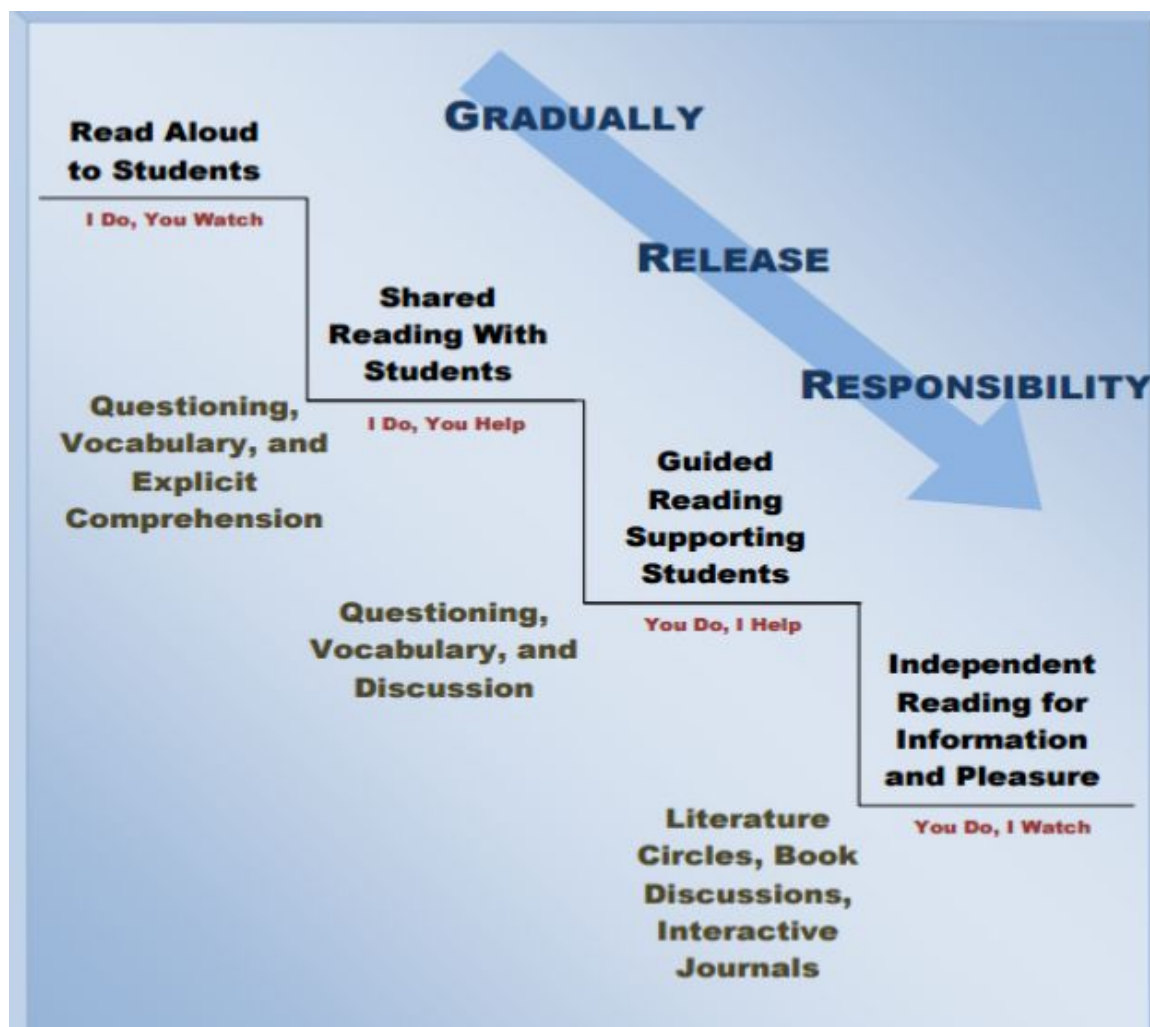 GRADUALLY
RELEASE
RESPONSIBILITY
Read Aloud
to Students
I Do, You Watch
Questioning,
Vocabulary, and
Explicit
Comprehension
Shared
Reading With
Students
I Do, You Help
Questioning,
Vocabulary, and
Discussion
Guided
Reading
Supporting
Students
You Do, I Help
Literature
Circles, Book
Discussions,
Interactive
Journals
Independent
Reading for
Information
and Pleasure
You Do, I Watch